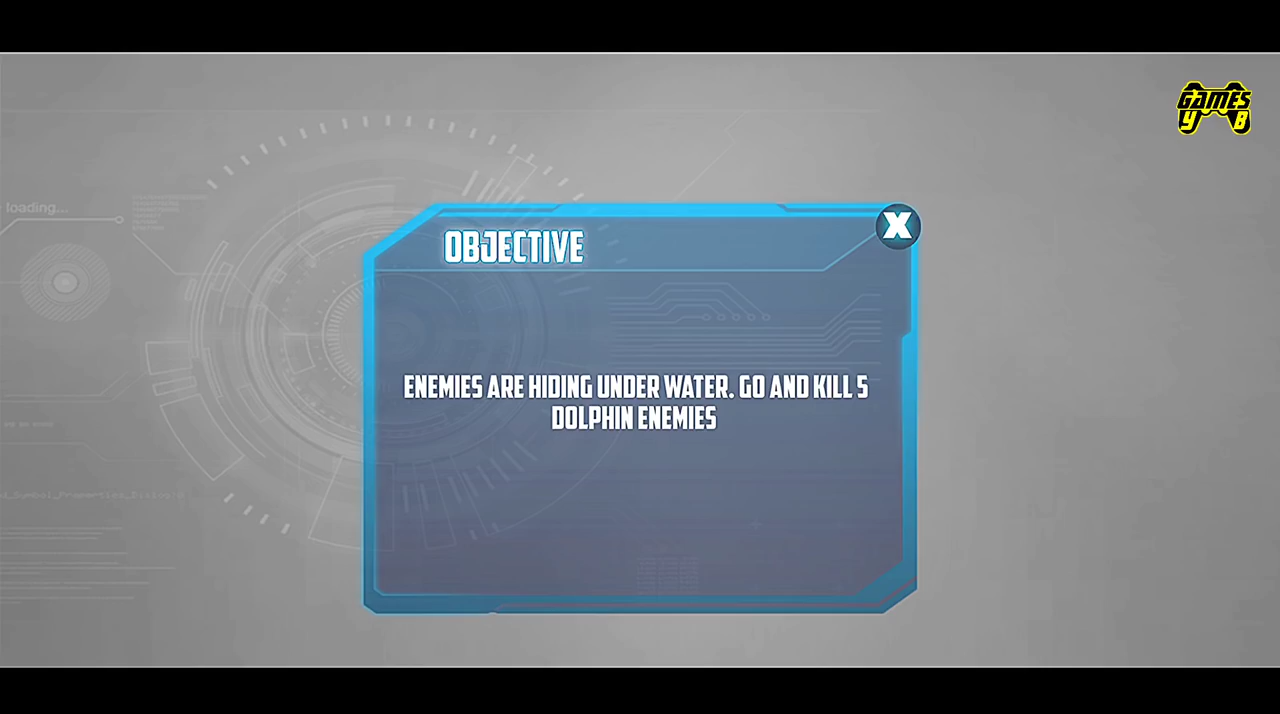 GAMES
Y B
loading...
OBJECTIVE
X
ENEMIES ARE HIDING UNDER WATER. GO AND KILL 5
DOLPHIN ENEMIES